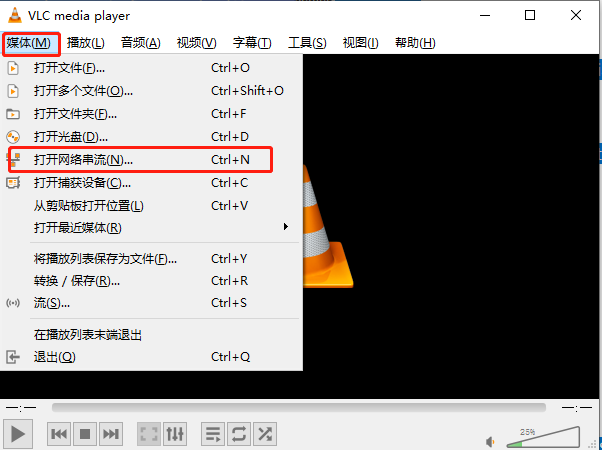 VLC media player
媒体(M) 播放(L) 音频(A) 视频(V) 字幕(T) 工具(S) 视图(I) 帮助(H)
打开文件(F)... Ctrl+O
打开多个文件(O)... Ctrl+Shift+O
打开文件夹(F)... Ctrl+F
打开光盘(D)... Ctrl+D
打开网络串流(N)... Ctrl+N
打开捕获设备(C)... Ctrl+C
从剪贴板打开位置(L) Ctrl+V
打开最近媒体(R)
将播放列表保存为文件(F)... Ctrl+Y
转换 / 保存(R)... Ctrl+R
流(S)... Ctrl+S
在播放列表末端退出
退出(Q) Ctrl+Q
--:-- --:--
25%